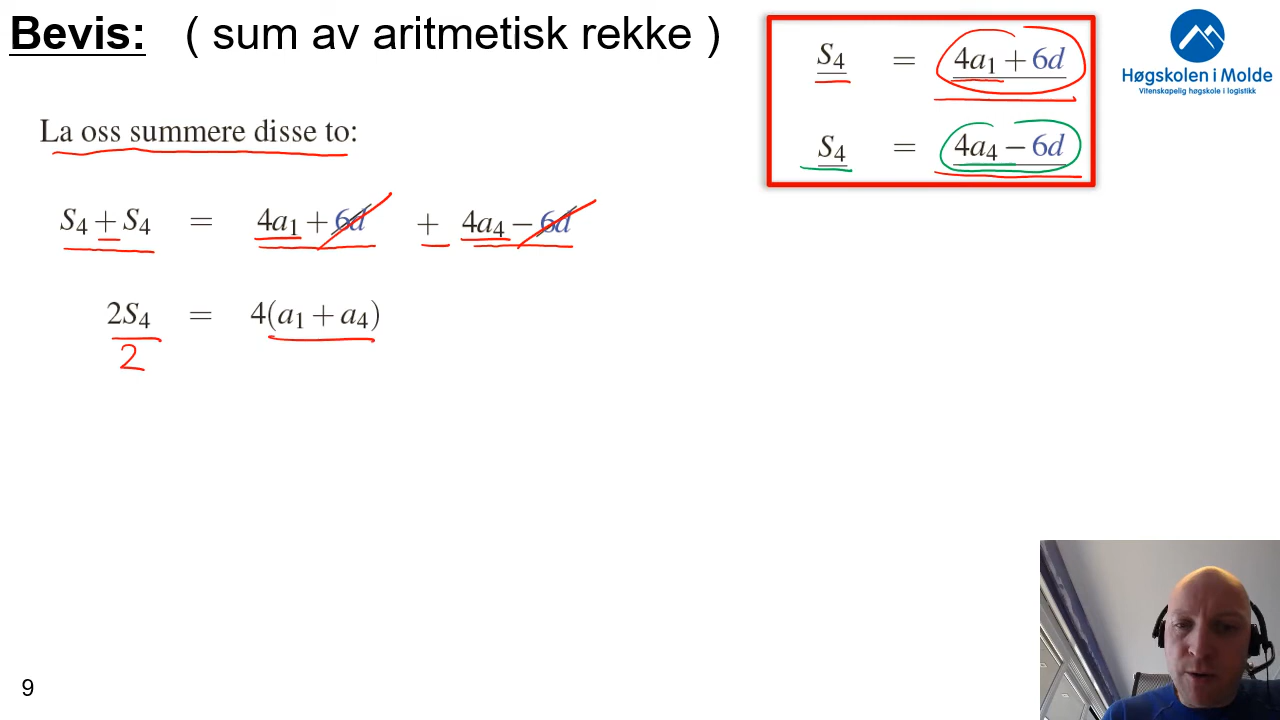 Bevis: ( sum av aritmetisk rekke )
S₄ = 4a₁ + 6d
S₄ = 4a₄ − 6d
Høgskolen i Molde
Vitenskapelig høgskole i logistikk
La oss summere disse to:
S₄ + S₄ = 4a₁ + 6d + 4a₄ − 6d
2S₄ = 4(a₁ + a₄)
2
9